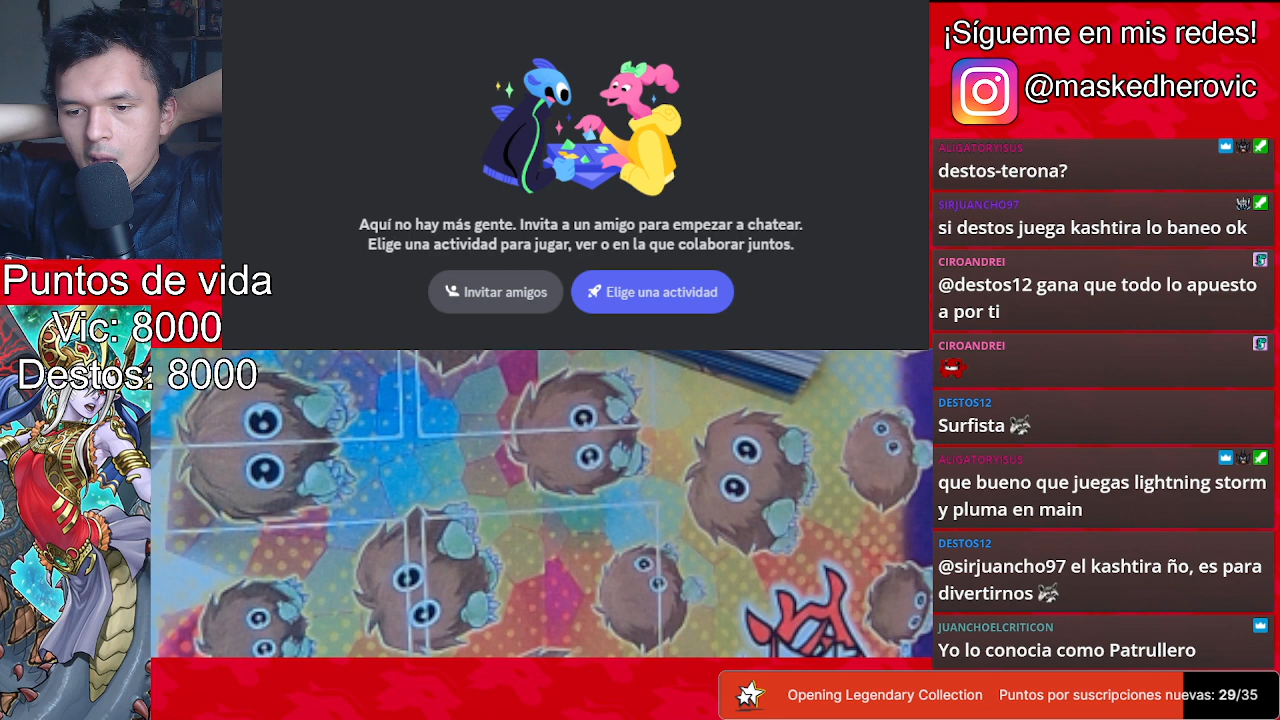 Puntos de vida
Vic: 8000
Destos: 8000
Aquí no hay más gente. Invita a un amigo para empezar a chatear.
Elige una actividad para jugar, ver o en la que colaborar juntos.
Invitar amigos
Elige una actividad
¡Sígueme en mis redes!
@maskedherovic
ALIGATORYISUS
destos-terona?
SIRJUANCHO97
si destos juega kashtira lo baneo ok
CIROANDREI
@destos12 gana que todo lo apuesto
a por ti
CIROANDREI
DESTOS12
Surfista
ALIGATORYISUS
que bueno que juegas lightning storm
y pluma en main
DESTOS12
@sirjuancho97 el kashtira ño, es para
divertirnos
JUANCHOELCRITICON
Yo lo conocia como Patrullero
7
Opening Legendary Collection
Puntos por suscripciones nuevas: 29/35